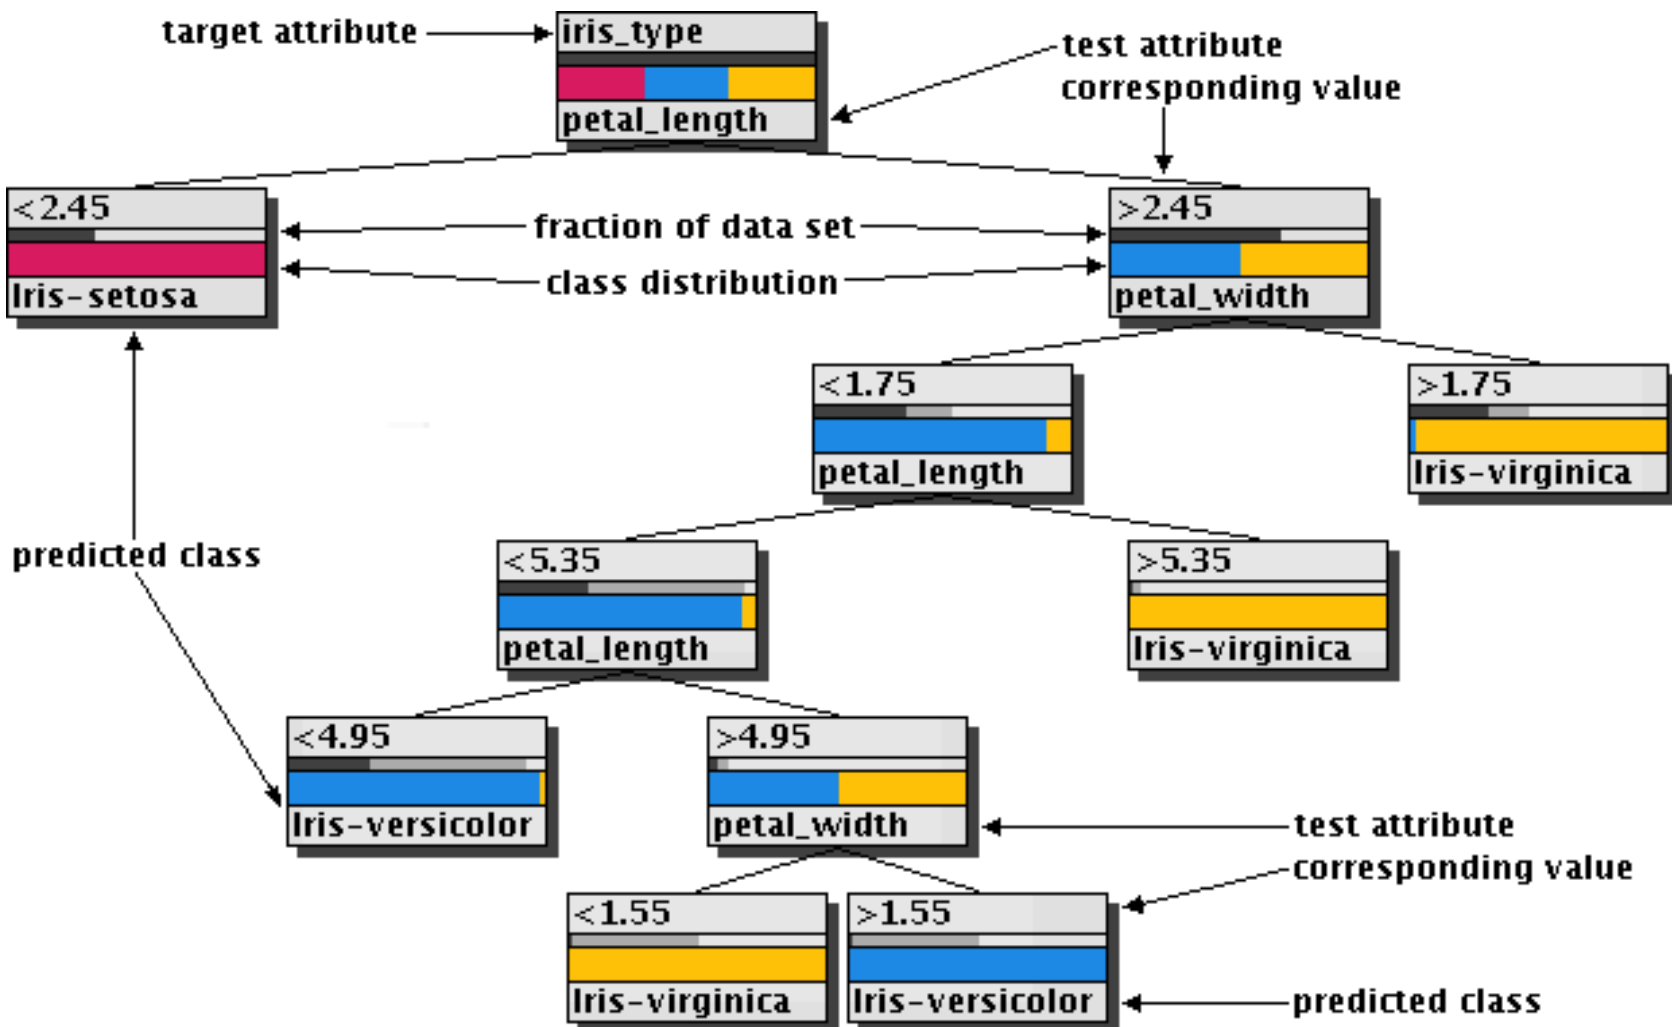 target attribute
iris_type
petal_length
test attribute
corresponding value
<2.45
Iris-setosa
fraction of data set
class distribution
>2.45
petal_width
<1.75
petal_length
>1.75
Iris-virginica
predicted class
<5.35
petal_length
>5.35
Iris-virginica
<4.95
Iris-versicolor
>4.95
petal_width
test attribute
corresponding value
<1.55
Iris-virginica
>1.55
Iris-versicolor
predicted class